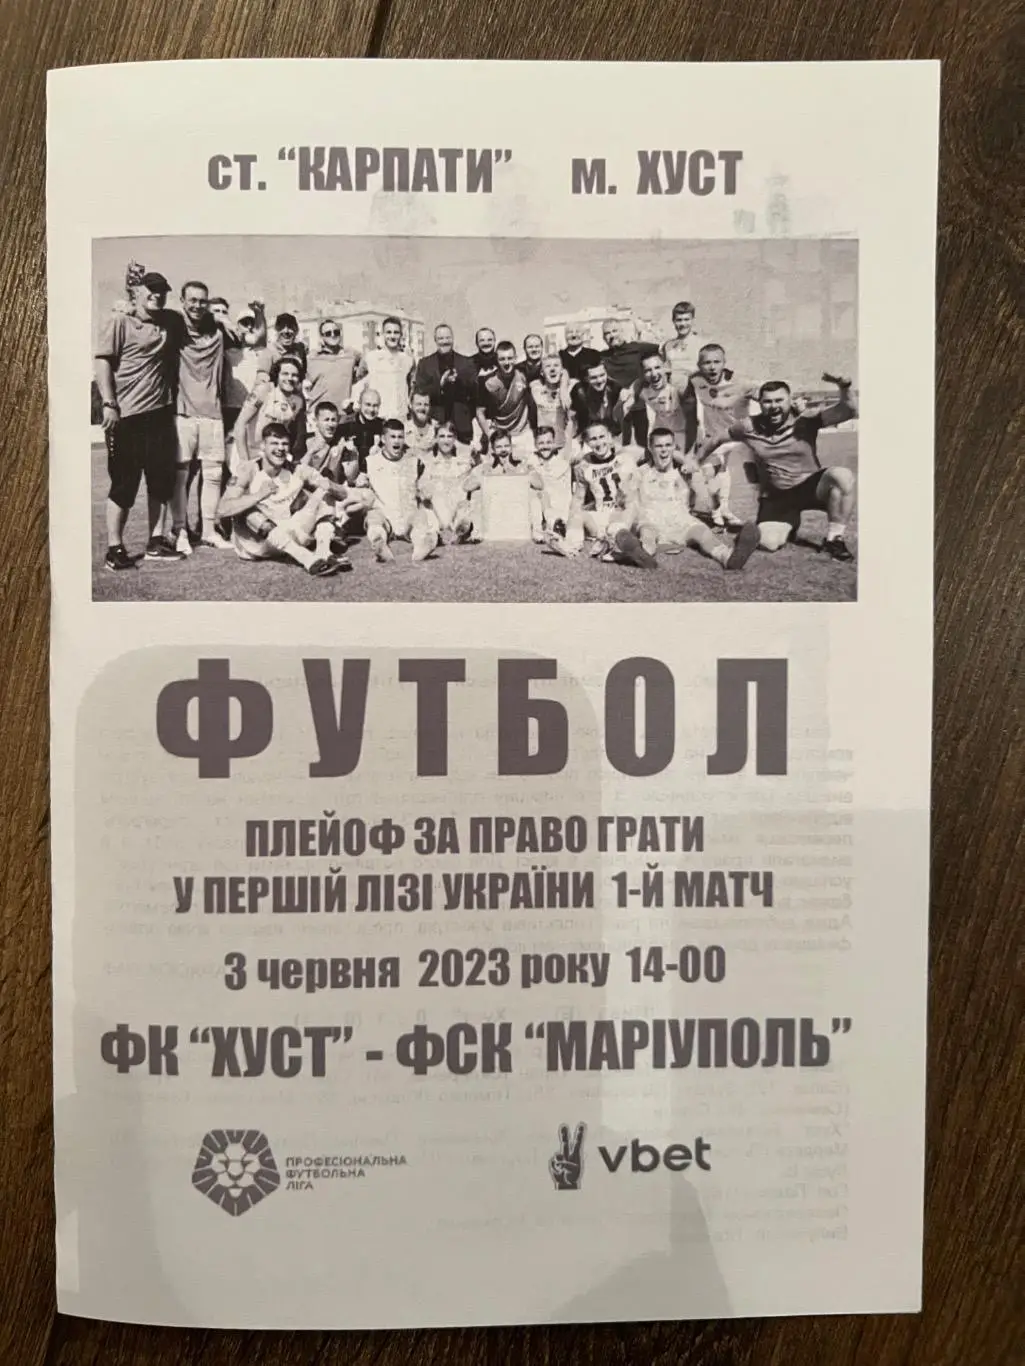 ст. "КАРПАТИ" м. ХУСТ
ФУТБОЛ
ПЛЕЙОФ ЗА ПРАВО ГРАТИ
У ПЕРШІЙ ЛІЗІ УКРАЇНИ 1-Й МАТЧ
3 червня 2023 року 14-00
ФК "ХУСТ" - ФСК "МАРІУПОЛЬ"
ПРОФЕСІОНАЛЬНА
ФУТБОЛЬНА
ЛІГА
vbet